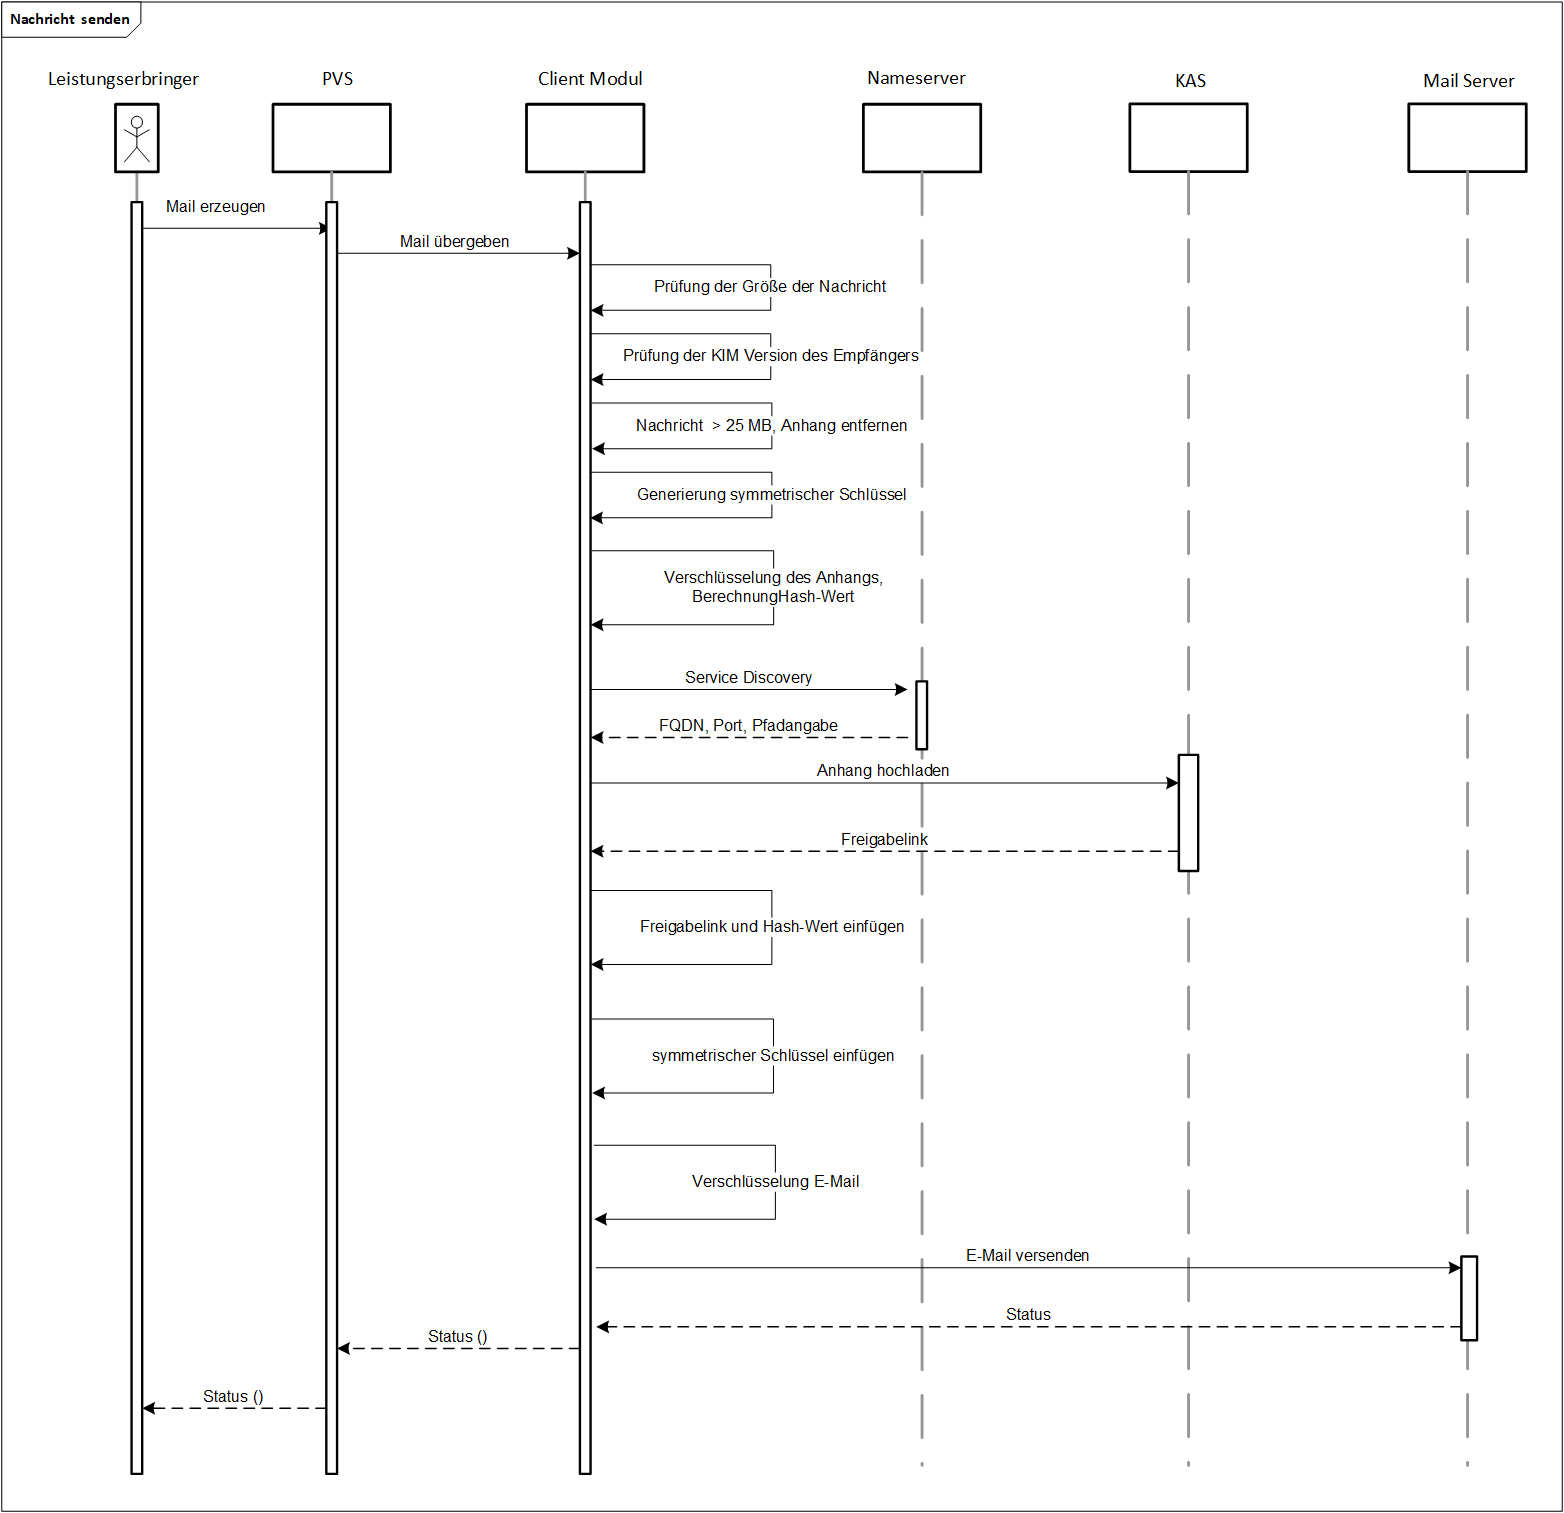 Nachricht senden
Leistungserbringer
PVS
Client Modul
Nameserver
KAS
Mail Server
Mail erzeugen
Mail übergeben
Prüfung der Größe der Nachricht
Prüfung der KIM Version des Empfängers
Nachricht > 25 MB, Anhang entfernen
Generierung symmetrischer Schlüssel
Verschlüsselung des Anhangs,
BerechnungHash-Wert
Service Discovery
FQDN, Port, Pfadangabe
Anhang hochladen
Freigabelink
Freigabelink und Hash-Wert einfügen
symmetrischer Schlüssel einfügen
Verschlüsselung E-Mail
E-Mail versenden
Status
Status ()
Status ()